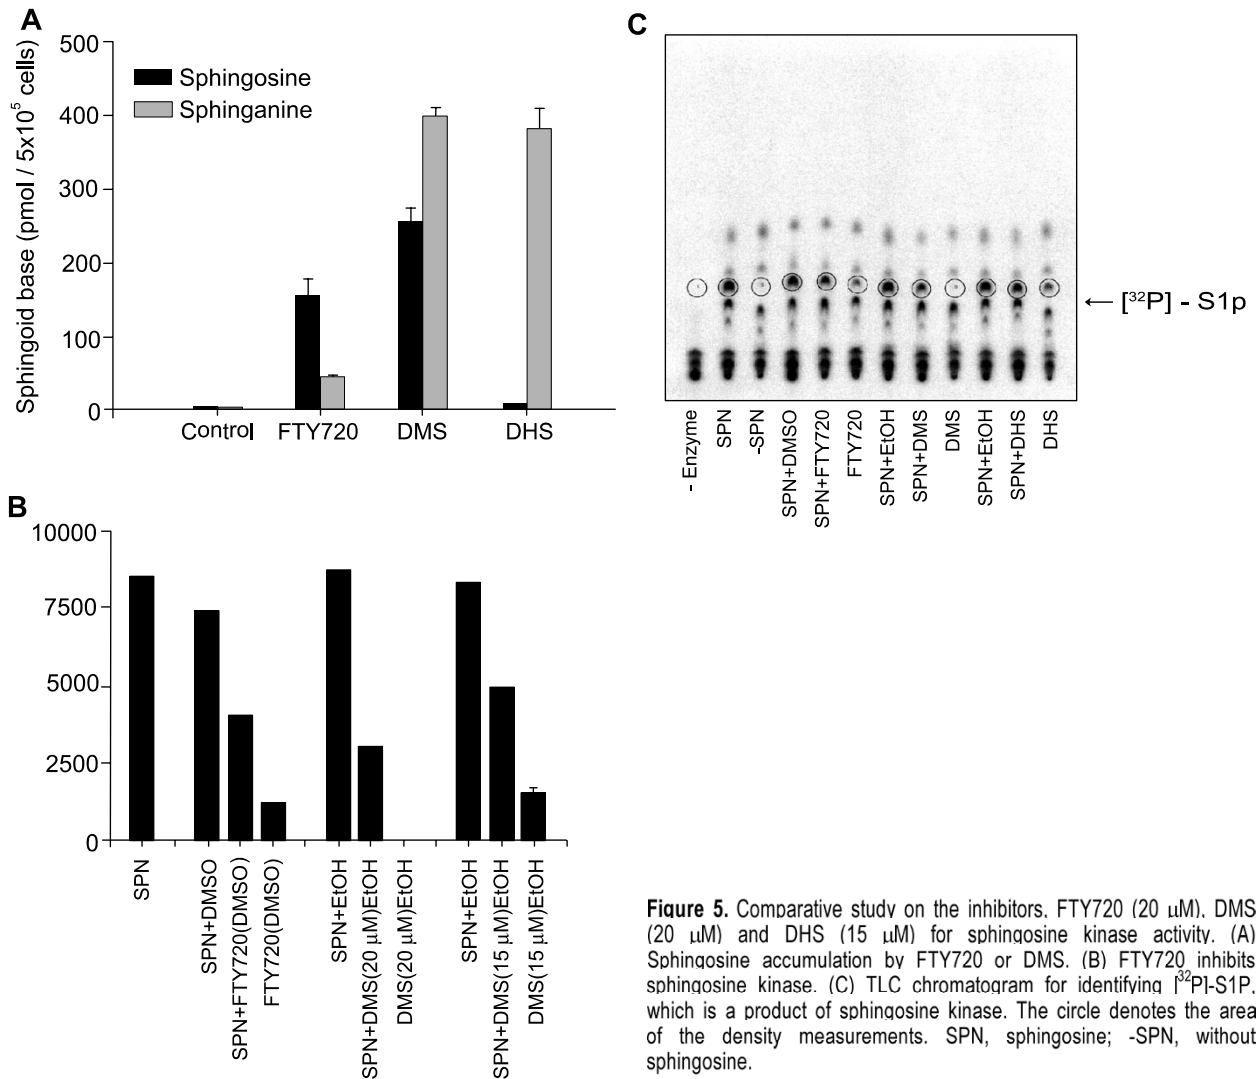 A
Sphingoid base (pmol / 5x10⁵ cells)
500
400
300
200
100
0
Sphingosine
Sphinganine
Control FTY720 DMS DHS
B
10000
7500
5000
2500
0
SPN
SPN+DMSO
SPN+FTY720(DMSO)
FTY720(DMSO)
SPN+EtOH
SPN+DMS(20 µM)EtOH
DMS(20 µM)EtOH
SPN+EtOH
SPN+DMS(15 µM)EtOH
DMS(15 µM)EtOH
C
← [³²P] - S1p
- Enzyme
SPN
-SPN
SPN+DMSO
SPN+FTY720
FTY720
SPN+EtOH
SPN+DMS
DMS
SPN+EtOH
SPN+DHS
DHS
Figure 5. Comparative study on the inhibitors, FTY720 (20 µM), DMS
(20 µM) and DHS (15 µM) for sphingosine kinase activity. (A)
Sphingosine accumulation by FTY720 or DMS. (B) FTY720 inhibits
sphingosine kinase. (C) TLC chromatogram for identifying [³²P]-S1P,
which is a product of sphingosine kinase. The circle denotes the area
of the density measurements. SPN, sphingosine; -SPN, without
sphingosine.